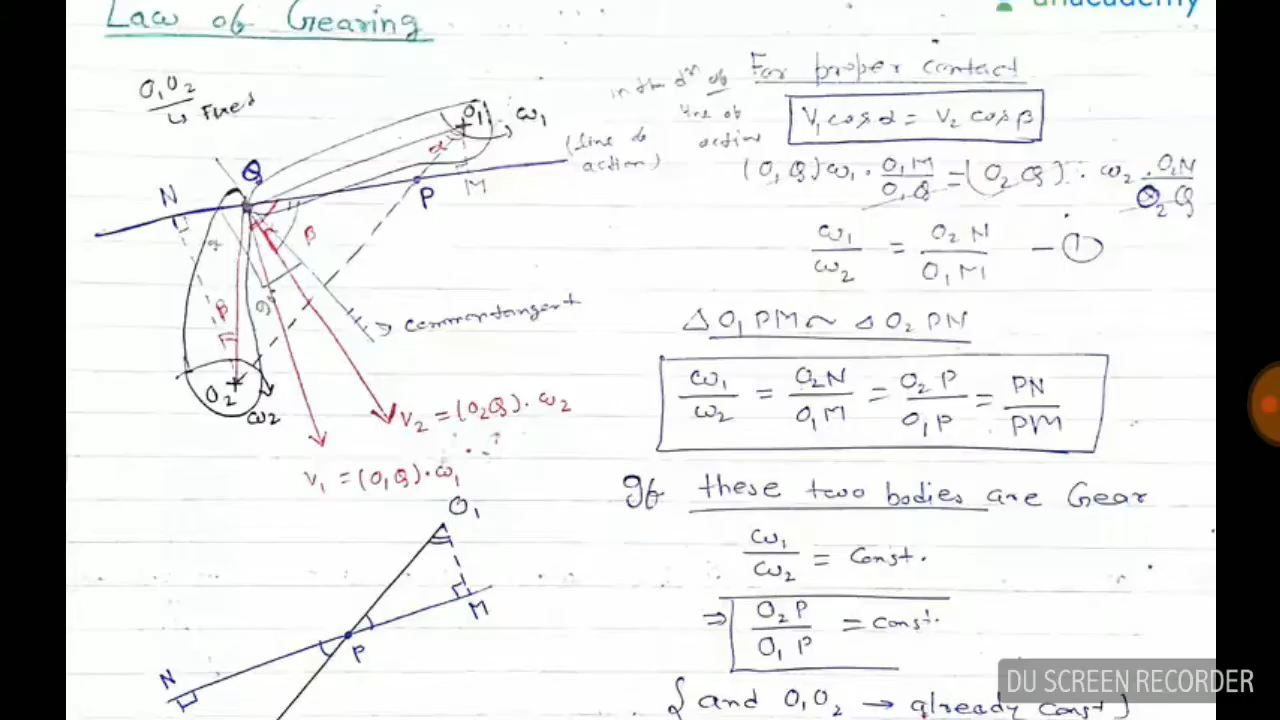 Law of Gearing
unacademy
O1O2
↳ Fixed
O1
ω1
α
(line of action)
Q
N
P
M
β
α
β
90°
→ common tangent
O2
ω2
V2 = (O2Q). ω2
V1 = (O1Q). ω1
O1
M
P
N
For proper contact
in the dxn of line of action
V1 cos α = V2 cos β
(O1Q) ω1 . O1M/O1Q = (O2Q) . ω2 . O2N/O2Q
ω1/ω2 = O2N/O1M — ①
Δ O1PM ~ Δ O2PN
ω1/ω2 = O2N/O1M = O2P/O1P = PN/PM
If these two bodies are Gear
ω1/ω2 = Const.
⇒ O2P/O1P = const.
{and O1O2 → already const}
DU SCREEN RECORDER